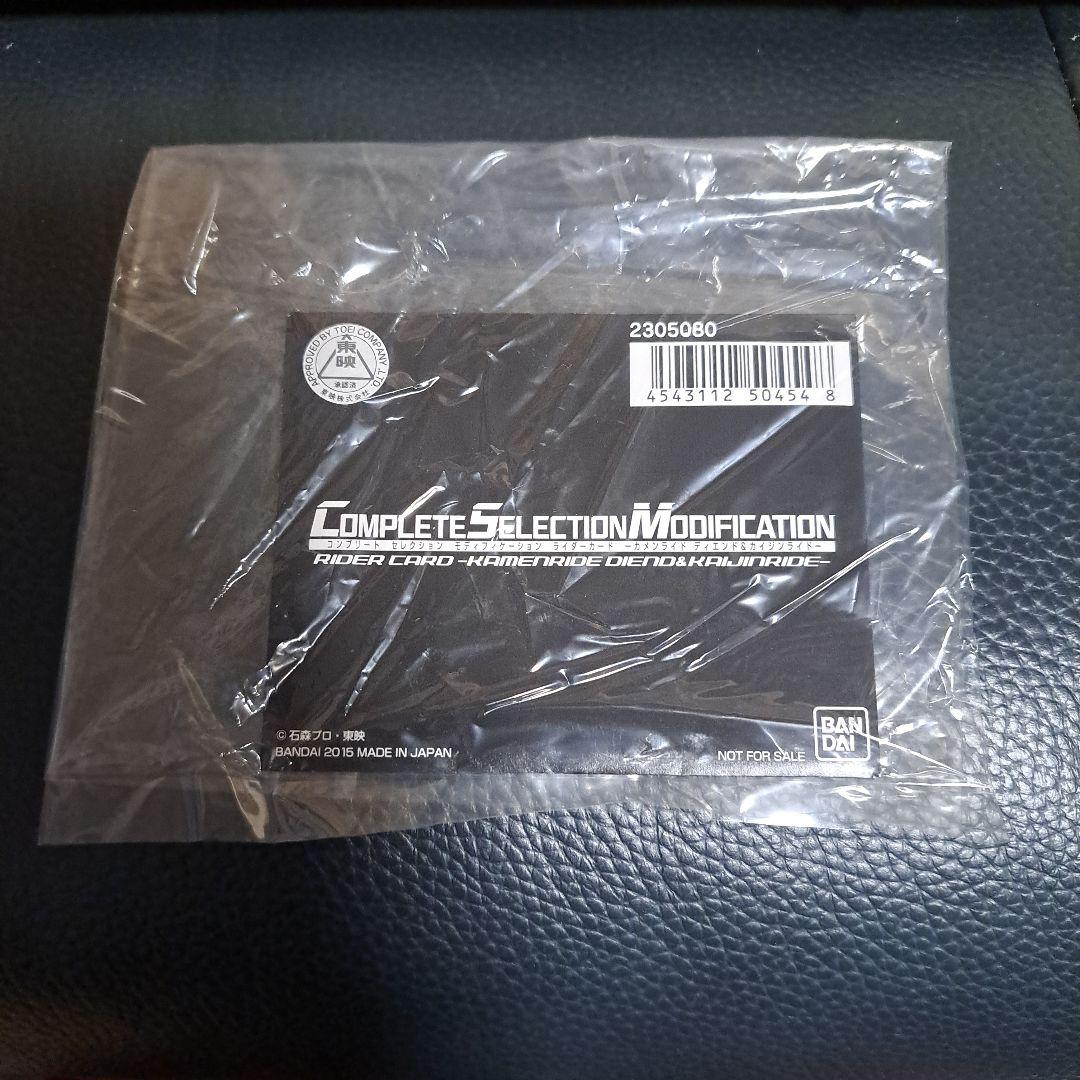 APPROVED BY TOEI COMPANY, LTD.
東映
承認済
東映株式会社
2305080
4543112 50454 8
COMPLETE SELECTION MODIFICATION
コンプリート セレクション モディフィケーション ライダーカード ーカメンライド ディエンド&カイジンライドー
RIDER CARD -KAMENRIDE DIEND&KAIJINRIDE-
©石森プロ・東映
BANDAI 2015 MADE IN JAPAN
NOT FOR SALE
BAN
DAI